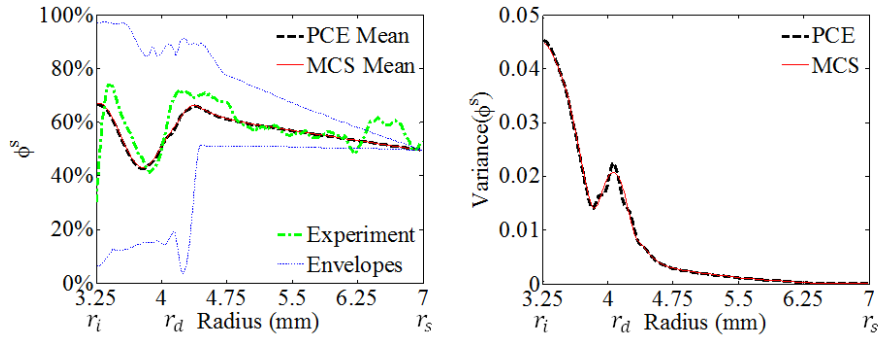 100%
80%
60%
40%
20%
0%
ϕˢ
PCE Mean
MCS Mean
Experiment
Envelopes
3.25 4 4.75 5.5 6.25 7
rᵢ r_d Radius (mm) rₛ
0.05
0.04
0.03
0.02
0.01
0
Variance(ϕˢ)
PCE
MCS
3.25 4 4.75 5.5 6.25 7
rᵢ r_d Radius (mm) rₛ